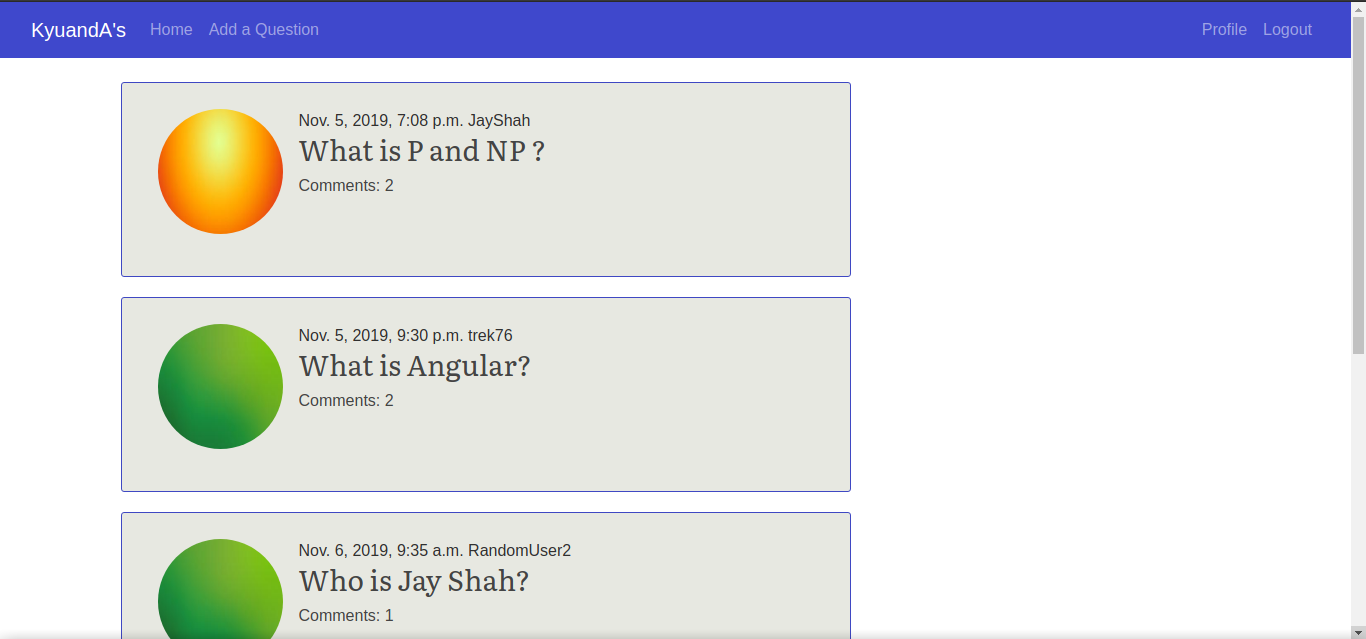 KyuandA's Home Add a Question Profile Logout
Nov. 5, 2019, 7:08 p.m. JayShah
What is P and NP ?
Comments: 2
Nov. 5, 2019, 9:30 p.m. trek76
What is Angular?
Comments: 2
Nov. 6, 2019, 9:35 a.m. RandomUser2
Who is Jay Shah?
Comments: 1